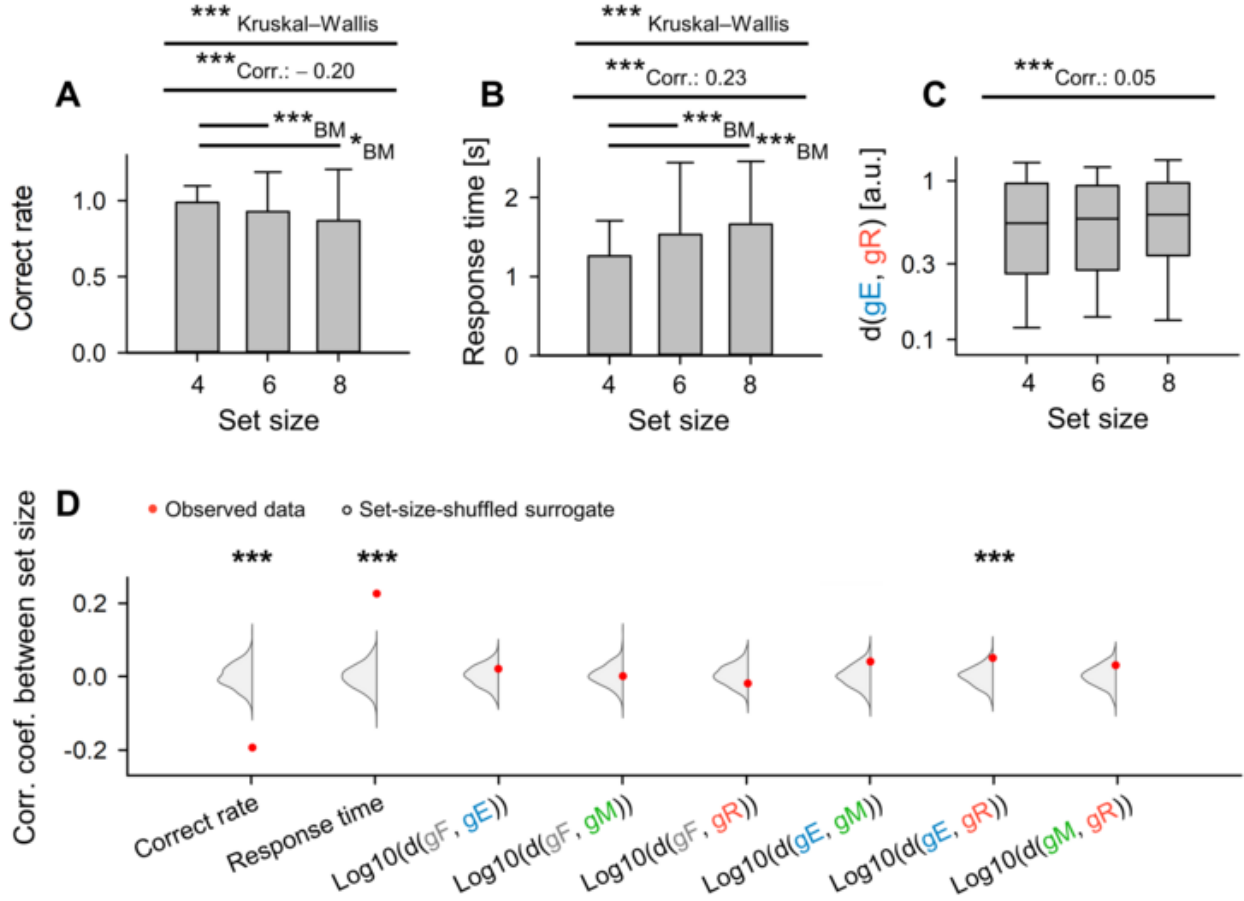 *** Kruskal–Wallis
***Corr.: – 0.20
A
***BM
*BM
Correct rate
1.0
0.5
0.0
4 6 8
Set size
*** Kruskal–Wallis
***Corr.: 0.23
B
***BM
***BM
Response time [s]
2
1
0
4 6 8
Set size
***Corr.: 0.05
C
d(gE, gR) [a.u.]
1
0.3
0.1
4 6 8
Set size
D
Observed data Set-size-shuffled surrogate
*** *** ***
Corr. coef. between set size
0.2
0.0
-0.2
Correct rate
Response time
Log10(d(gF, gE))
Log10(d(gF, gM))
Log10(d(gF, gR))
Log10(d(gE, gM))
Log10(d(gE, gR))
Log10(d(gM, gR))